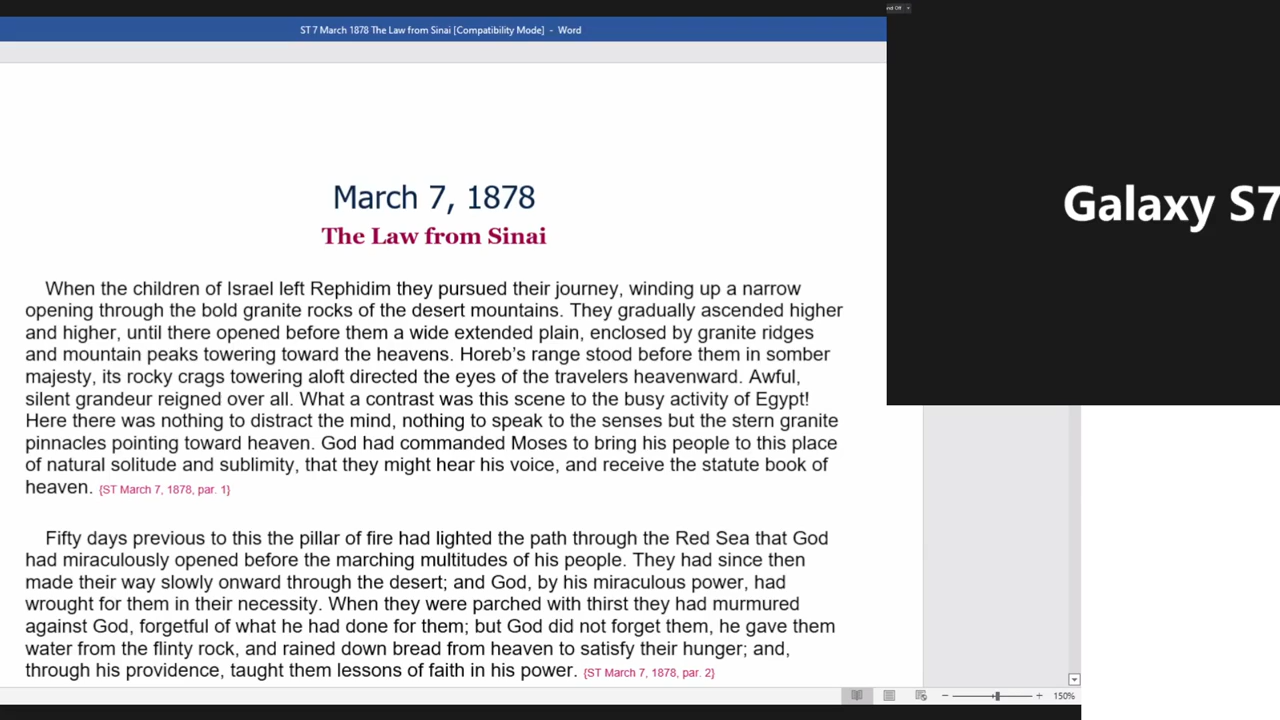 nd Off
ST 7 March 1878 The Law from Sinai [Compatibility Mode] - Word
Galaxy S7
March 7, 1878
The Law from Sinai
When the children of Israel left Rephidim they pursued their journey, winding up a narrow
opening through the bold granite rocks of the desert mountains. They gradually ascended higher
and higher, until there opened before them a wide extended plain, enclosed by granite ridges
and mountain peaks towering toward the heavens. Horeb’s range stood before them in somber
majesty, its rocky crags towering aloft directed the eyes of the travelers heavenward. Awful,
silent grandeur reigned over all. What a contrast was this scene to the busy activity of Egypt!
Here there was nothing to distract the mind, nothing to speak to the senses but the stern granite
pinnacles pointing toward heaven. God had commanded Moses to bring his people to this place
of natural solitude and sublimity, that they might hear his voice, and receive the statute book of
heaven. {ST March 7, 1878, par. 1}
Fifty days previous to this the pillar of fire had lighted the path through the Red Sea that God
had miraculously opened before the marching multitudes of his people. They had since then
made their way slowly onward through the desert; and God, by his miraculous power, had
wrought for them in their necessity. When they were parched with thirst they had murmured
against God, forgetful of what he had done for them; but God did not forget them, he gave them
water from the flinty rock, and rained down bread from heaven to satisfy their hunger; and,
through his providence, taught them lessons of faith in his power. {ST March 7, 1878, par. 2}
150%